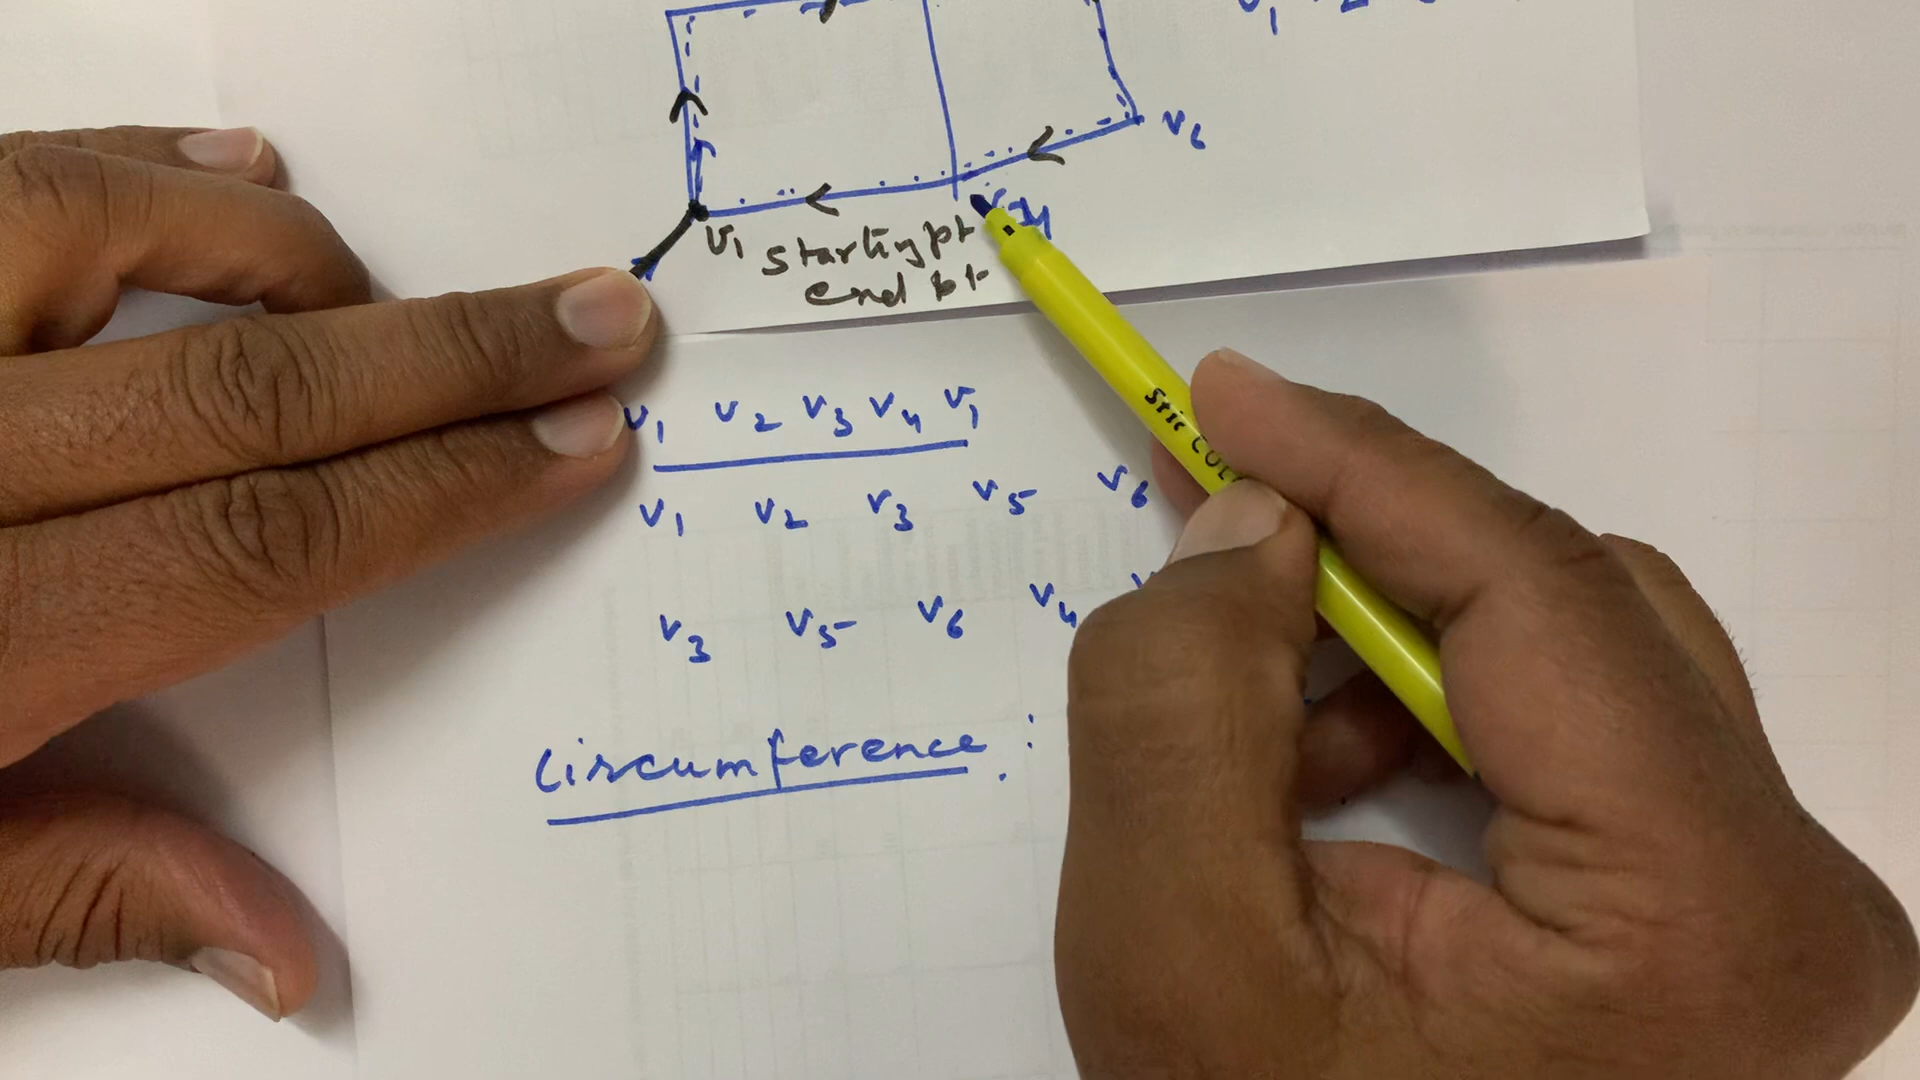 v6
v1 starting pt
end pt
v1 v2 v3 v4 v1
v1 v2 v3 v5 v6
v3 v5 v6 v4
circumference :